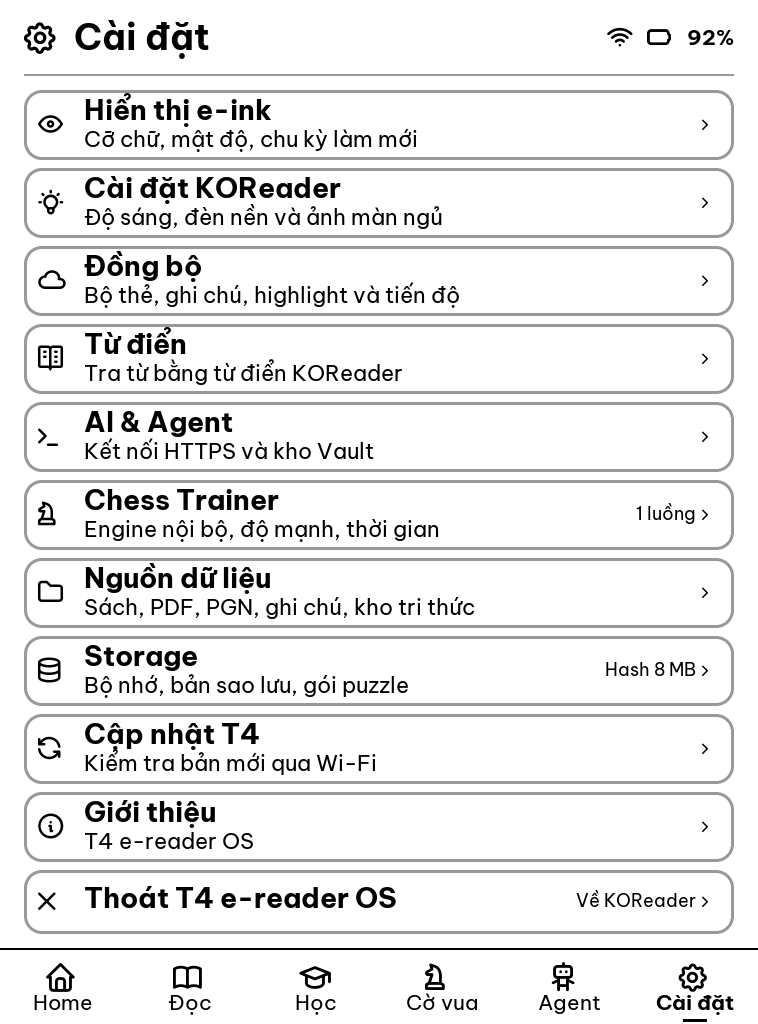 Cài đặt
92%
Hiển thị e-ink
Cỡ chữ, mật độ, chu kỳ làm mới
Cài đặt KOReader
Độ sáng, đèn nền và ảnh màn ngủ
Đồng bộ
Bộ thẻ, ghi chú, highlight và tiến độ
Từ điển
Tra từ bằng từ điển KOReader
AI & Agent
Kết nối HTTPS và kho Vault
Chess Trainer
Engine nội bộ, độ mạnh, thời gian
1 luồng
Nguồn dữ liệu
Sách, PDF, PGN, ghi chú, kho tri thức
Storage
Bộ nhớ, bản sao lưu, gói puzzle
Hash 8 MB
Cập nhật T4
Kiểm tra bản mới qua Wi-Fi
Giới thiệu
T4 e-reader OS
Thoát T4 e-reader OS
Về KOReader
Home
Đọc
Học
Cờ vua
Agent
Cài đặt